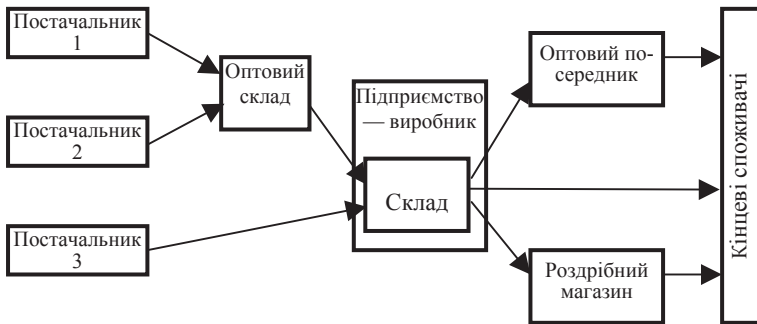 Постачальник
1
Оптовий
склад
Постачальник
2
Постачальник
3
Підприємство
— виробник
Склад
Оптовий по-
середник
Роздрібний
магазин
Кінцеві споживачі